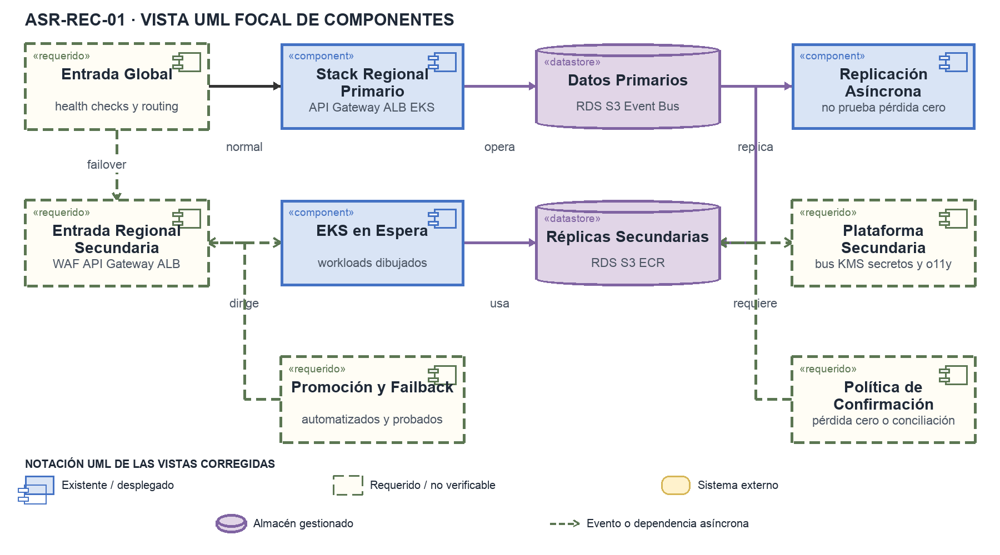 ASR-REC-01 · VISTA UML FOCAL DE COMPONENTES
«requerido»
Entrada Global
health checks y routing
«component»
Stack Regional
Primario
API Gateway ALB EKS
«datastore»
Datos Primarios
RDS S3 Event Bus
«component»
Replicación
Asíncrona
no prueba pérdida cero
normal
opera
replica
failover
«requerido»
Entrada Regional
Secundaria
WAF API Gateway ALB
«component»
EKS en Espera
workloads dibujados
«datastore»
Réplicas Secundarias
RDS S3 ECR
«requerido»
Plataforma
Secundaria
bus KMS secretos y o11y
dirige
usa
requiere
«requerido»
Promoción y Failback
automatizados y probados
«requerido»
Política de
Confirmación
pérdida cero o conciliación
NOTACIÓN UML DE LAS VISTAS CORREGIDAS
Existente / desplegado
Requerido / no verificable
Sistema externo
Almacén gestionado
Evento o dependencia asíncrona